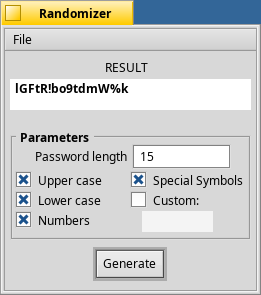 Randomizer
File
RESULT
lGFtR!bo9tdmW%k
Parameters
Password length 15
Upper case Special Symbols
Lower case Custom:
Numbers
Generate